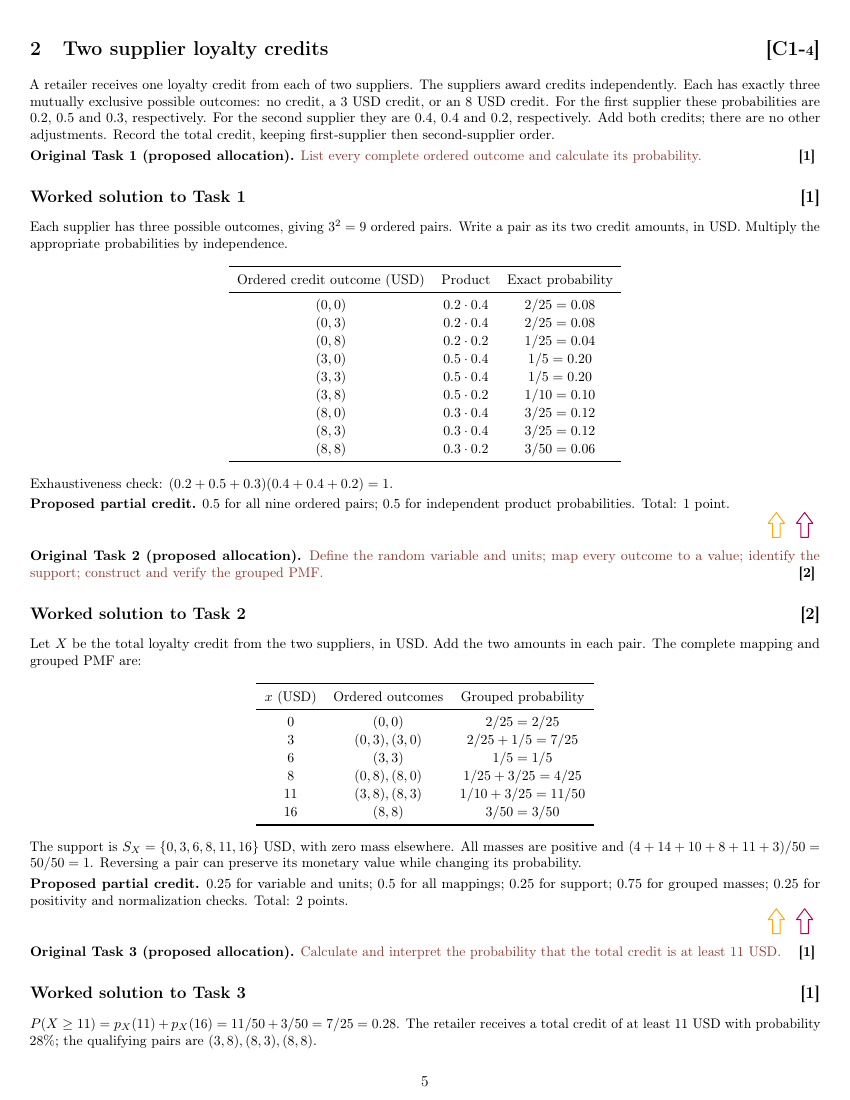 2 Two supplier loyalty credits [C1-4]
A retailer receives one loyalty credit from each of two suppliers. The suppliers award credits independently. Each has exactly three
mutually exclusive possible outcomes: no credit, a 3 USD credit, or an 8 USD credit. For the first supplier these probabilities are
0.2, 0.5 and 0.3, respectively. For the second supplier they are 0.4, 0.4 and 0.2, respectively. Add both credits; there are no other
adjustments. Record the total credit, keeping first-supplier then second-supplier order.
Original Task 1 (proposed allocation). List every complete ordered outcome and calculate its probability. [1]
Worked solution to Task 1 [1]
Each supplier has three possible outcomes, giving 3² = 9 ordered pairs. Write a pair as its two credit amounts, in USD. Multiply the
appropriate probabilities by independence.
Ordered credit outcome (USD) Product Exact probability
(0, 0) 0.2 · 0.4 2/25 = 0.08
(0, 3) 0.2 · 0.4 2/25 = 0.08
(0, 8) 0.2 · 0.2 1/25 = 0.04
(3, 0) 0.5 · 0.4 1/5 = 0.20
(3, 3) 0.5 · 0.4 1/5 = 0.20
(3, 8) 0.5 · 0.2 1/10 = 0.10
(8, 0) 0.3 · 0.4 3/25 = 0.12
(8, 3) 0.3 · 0.4 3/25 = 0.12
(8, 8) 0.3 · 0.2 3/50 = 0.06
Exhaustiveness check: (0.2 + 0.5 + 0.3)(0.4 + 0.4 + 0.2) = 1.
Proposed partial credit. 0.5 for all nine ordered pairs; 0.5 for independent product probabilities. Total: 1 point.
Original Task 2 (proposed allocation). Define the random variable and units; map every outcome to a value; identify the
support; construct and verify the grouped PMF. [2]
Worked solution to Task 2 [2]
Let X be the total loyalty credit from the two suppliers, in USD. Add the two amounts in each pair. The complete mapping and
grouped PMF are:
x (USD) Ordered outcomes Grouped probability
0 (0, 0) 2/25 = 2/25
3 (0, 3), (3, 0) 2/25 + 1/5 = 7/25
6 (3, 3) 1/5 = 1/5
8 (0, 8), (8, 0) 1/25 + 3/25 = 4/25
11 (3, 8), (8, 3) 1/10 + 3/25 = 11/50
16 (8, 8) 3/50 = 3/50
The support is S_X = {0, 3, 6, 8, 11, 16} USD, with zero mass elsewhere. All masses are positive and (4 + 14 + 10 + 8 + 11 + 3)/50 =
50/50 = 1. Reversing a pair can preserve its monetary value while changing its probability.
Proposed partial credit. 0.25 for variable and units; 0.5 for all mappings; 0.25 for support; 0.75 for grouped masses; 0.25 for
positivity and normalization checks. Total: 2 points.
Original Task 3 (proposed allocation). Calculate and interpret the probability that the total credit is at least 11 USD. [1]
Worked solution to Task 3 [1]
P(X ≥ 11) = p_X(11) + p_X(16) = 11/50 + 3/50 = 7/25 = 0.28. The retailer receives a total credit of at least 11 USD with probability
28%; the qualifying pairs are (3, 8), (8, 3), (8, 8).
5